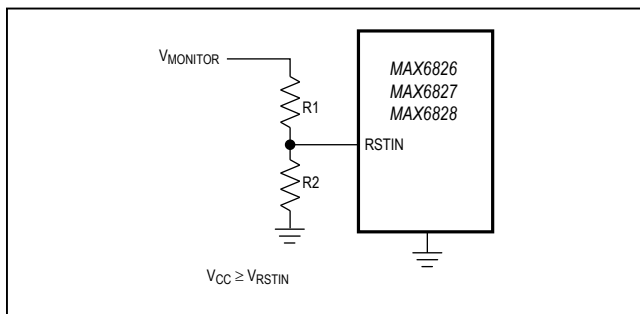 VMONITOR
R1
R2
MAX6826
MAX6827
MAX6828
RSTIN
VCC ≥ VRSTIN